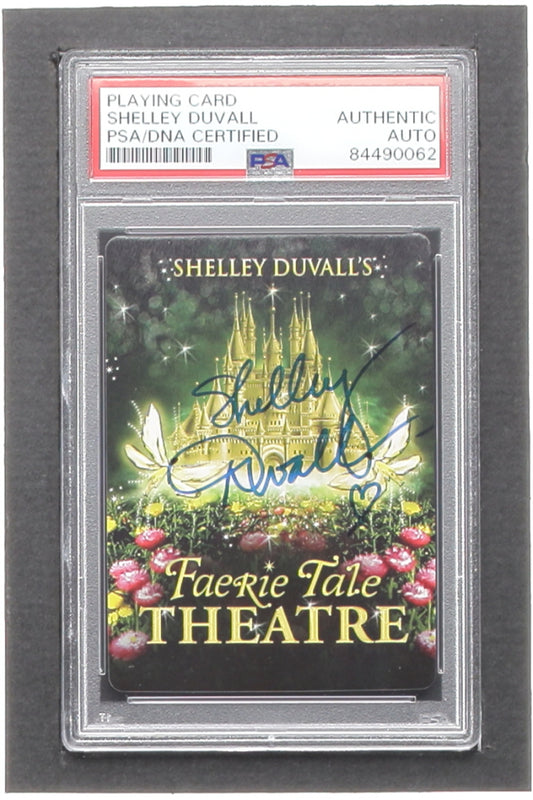 PLAYING CARD
SHELLEY DUVALL
PSA/DNA CERTIFIED
AUTHENTIC
AUTO
84490062
PSA
SHELLEY DUVALL'S
Shelley
Duvall
Faerie Tale
THEATRE